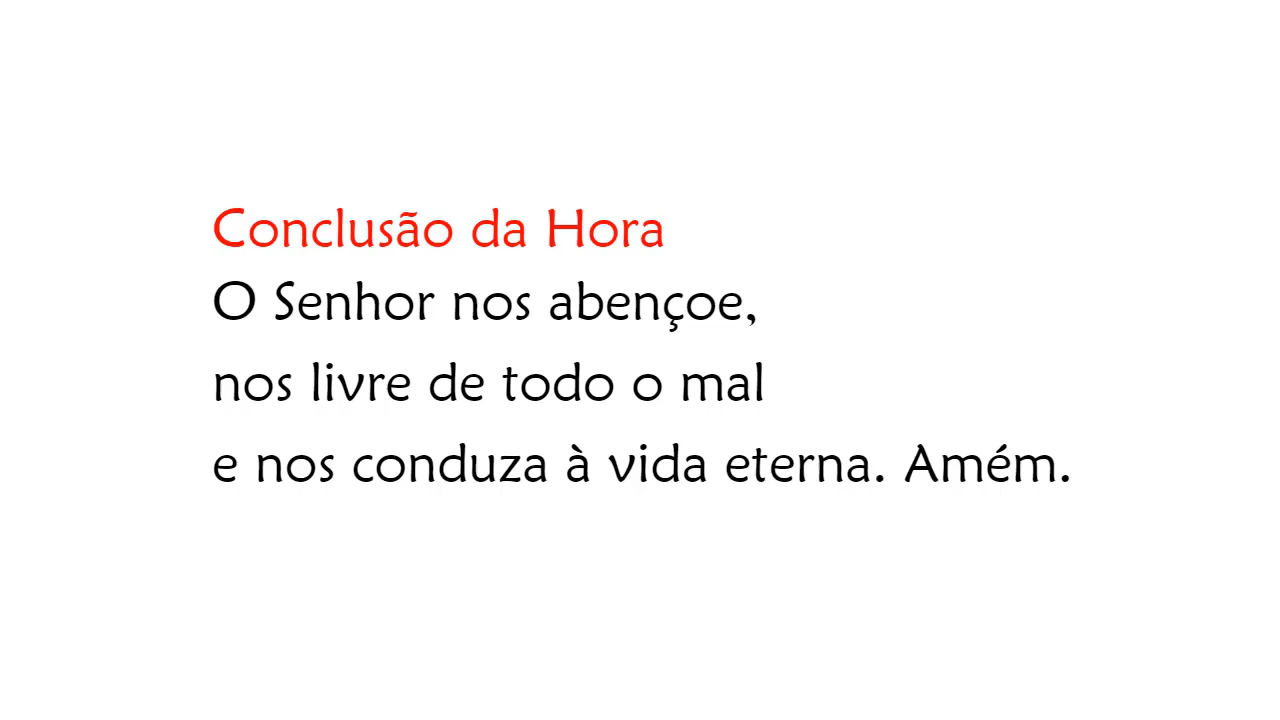 Conclusão da Hora
O Senhor nos abençoe,
nos livre de todo o mal
e nos conduza à vida eterna. Amém.